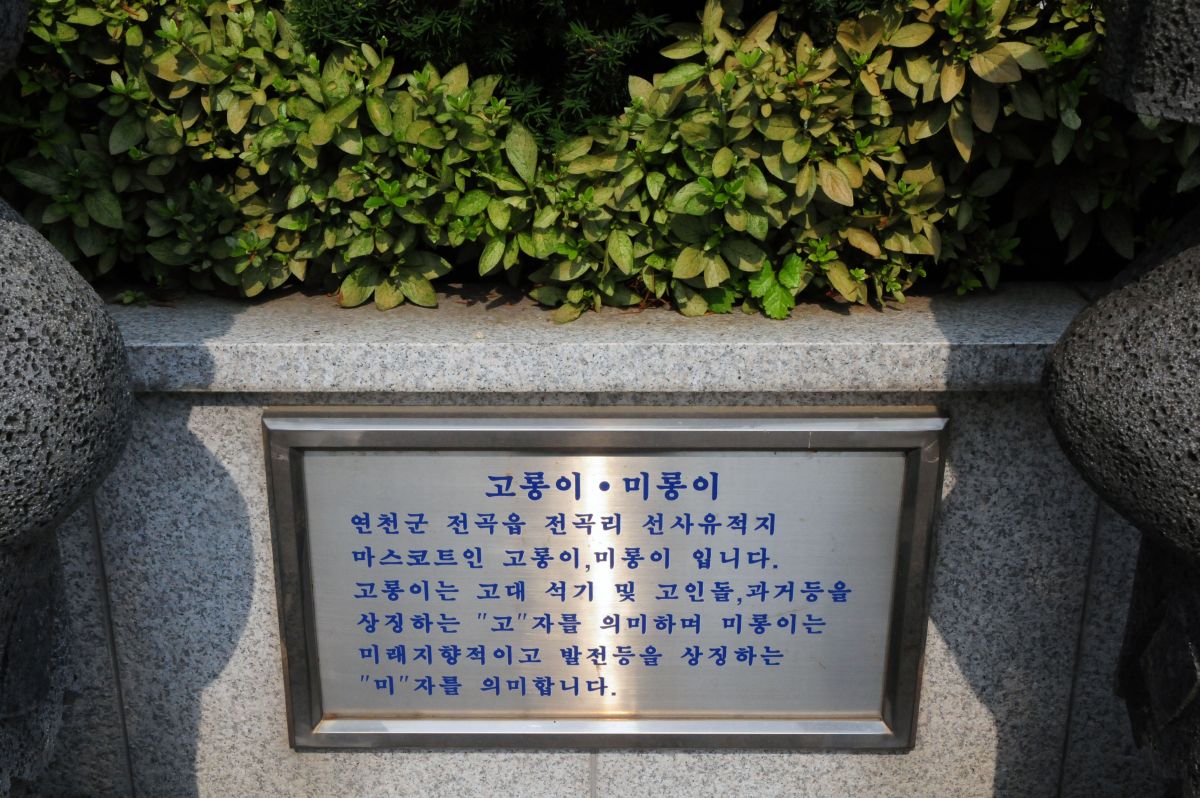 고롱이•미롱이
연천군 전곡읍 전곡리 선사유적지
마스코트인 고롱이,미롱이 입니다.
고롱이는 고대 석기 및 고인돌,과거등을
상징하는 "고"자를 의미하며 미롱이는
미래지향적이고 발전등을 상징하는
"미"자를 의미합니다.